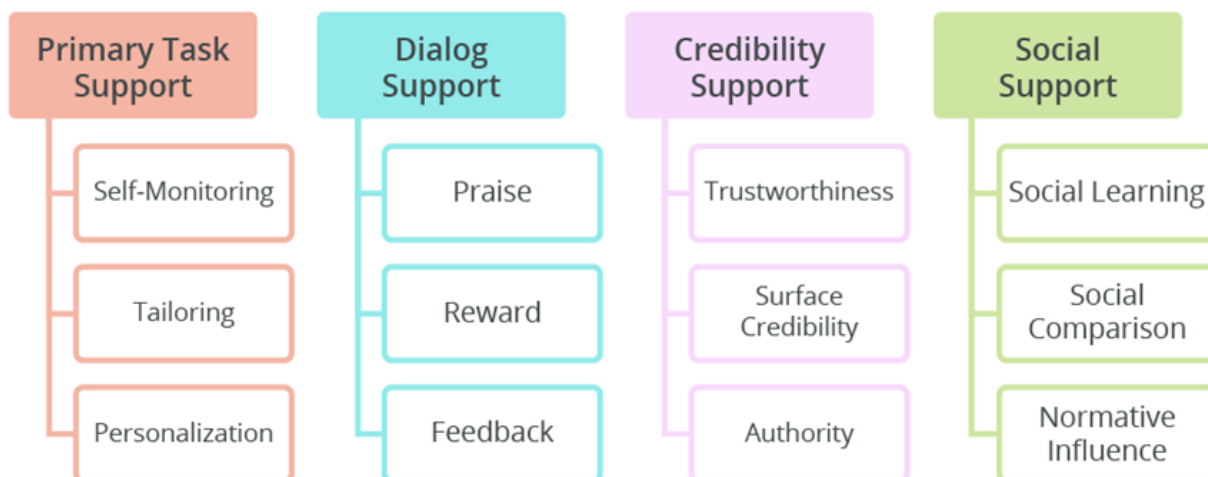 Primary Task
Support
Self-Monitoring
Tailoring
Personalization
Dialog
Support
Praise
Reward
Feedback
Credibility
Support
Trustworthiness
Surface
Credibility
Authority
Social
Support
Social Learning
Social
Comparison
Normative
Influence